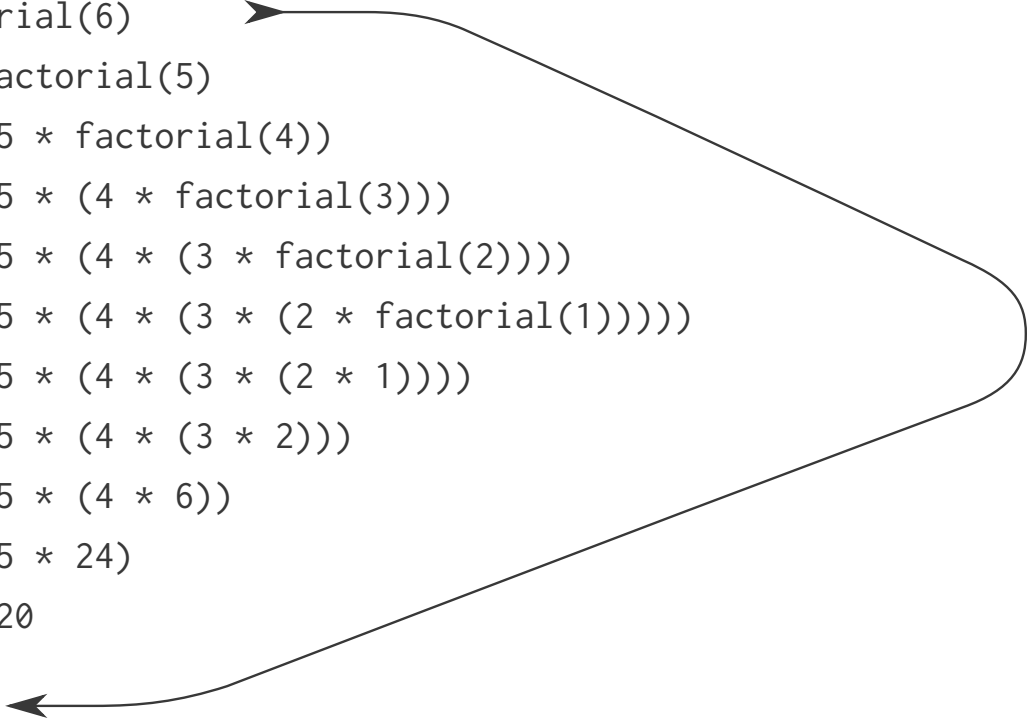 rial(6)
actorial(5)
5 * factorial(4))
5 * (4 * factorial(3)))
5 * (4 * (3 * factorial(2))))
5 * (4 * (3 * (2 * factorial(1)))))
5 * (4 * (3 * (2 * 1))))
5 * (4 * (3 * 2)))
5 * (4 * 6))
5 * 24)
20